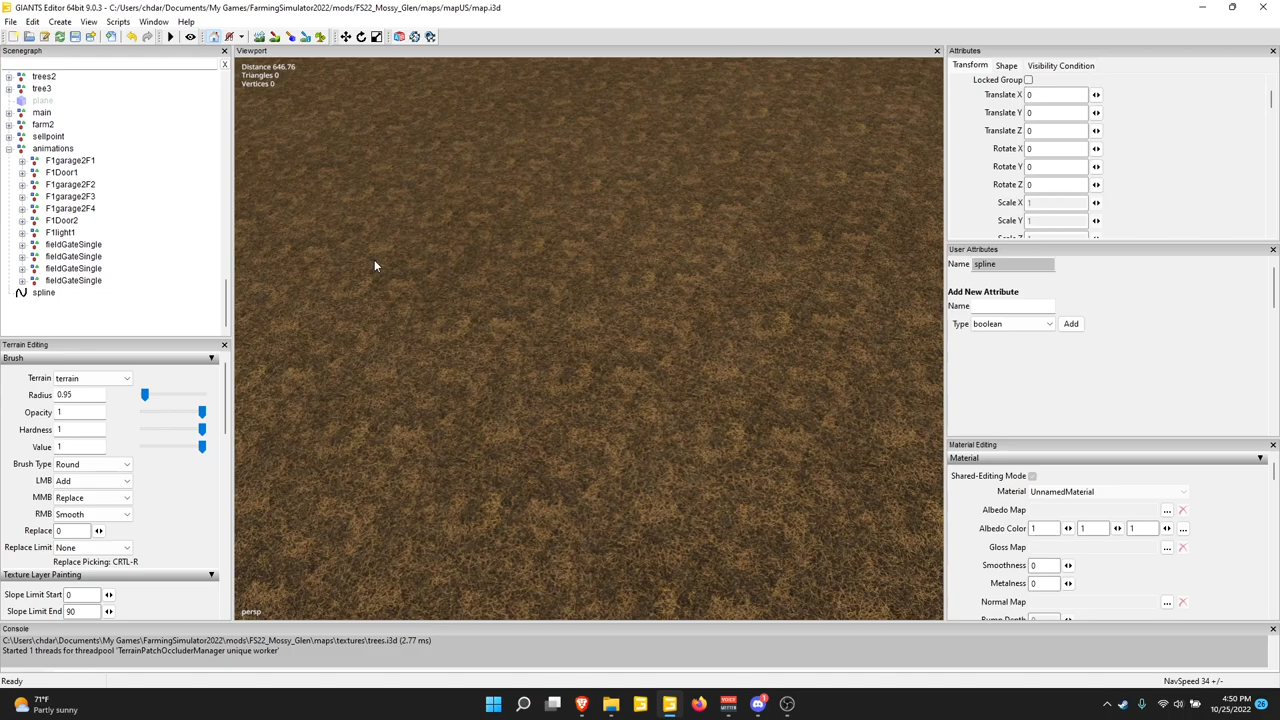 GIANTS Editor 64bit 9.0.3 - C:/Users/chdar/Documents/My Games/FarmingSimulator2022/mods/FS22_Mossy_Glen/maps/mapUS/map.i3d
File Edit Create View Scripts Window Help
Scenegraph
X
trees2
tree3
plane
main
farm2
sellpoint
animations
F1garage2F1
F1Door1
F1garage2F2
F1garage2F3
F1garage2F4
F1Door2
F1light1
fieldGateSingle
fieldGateSingle
fieldGateSingle
fieldGateSingle
spline
Terrain Editing
Brush
Terrain terrain
Radius 0.95
Opacity 1
Hardness 1
Value 1
Brush Type Round
LMB Add
MMB Replace
RMB Smooth
Replace 0
Replace Limit None
Replace Picking: CRTL-R
Texture Layer Painting
Slope Limit Start 0
Slope Limit End 90
Viewport
Distance 646.76
Triangles 0
Vertices 0
persp
Attributes
Transform Shape Visibility Condition
Locked Group
Translate X 0
Translate Y 0
Translate Z 0
Rotate X 0
Rotate Y 0
Rotate Z 0
Scale X 1
Scale Y 1
User Attributes
Name spline
Add New Attribute
Name
Type boolean Add
Material Editing
Material
Shared-Editing Mode
Material UnnamedMaterial
Albedo Map ...
Albedo Color 1 1 1 ...
Gloss Map ...
Smoothness 0
Metalness 0
Normal Map ...
Bump Depth
Console
C:\Users\chdar\Documents\My Games\FarmingSimulator2022\mods\FS22_Mossy_Glen\maps\textures\trees.i3d (2.77 ms)
Started 1 threads for threadpool 'TerrainPatchOccluderManager unique worker'
Ready
NavSpeed 34 +/-
71°F
Partly sunny
4:50 PM
10/25/2022
26